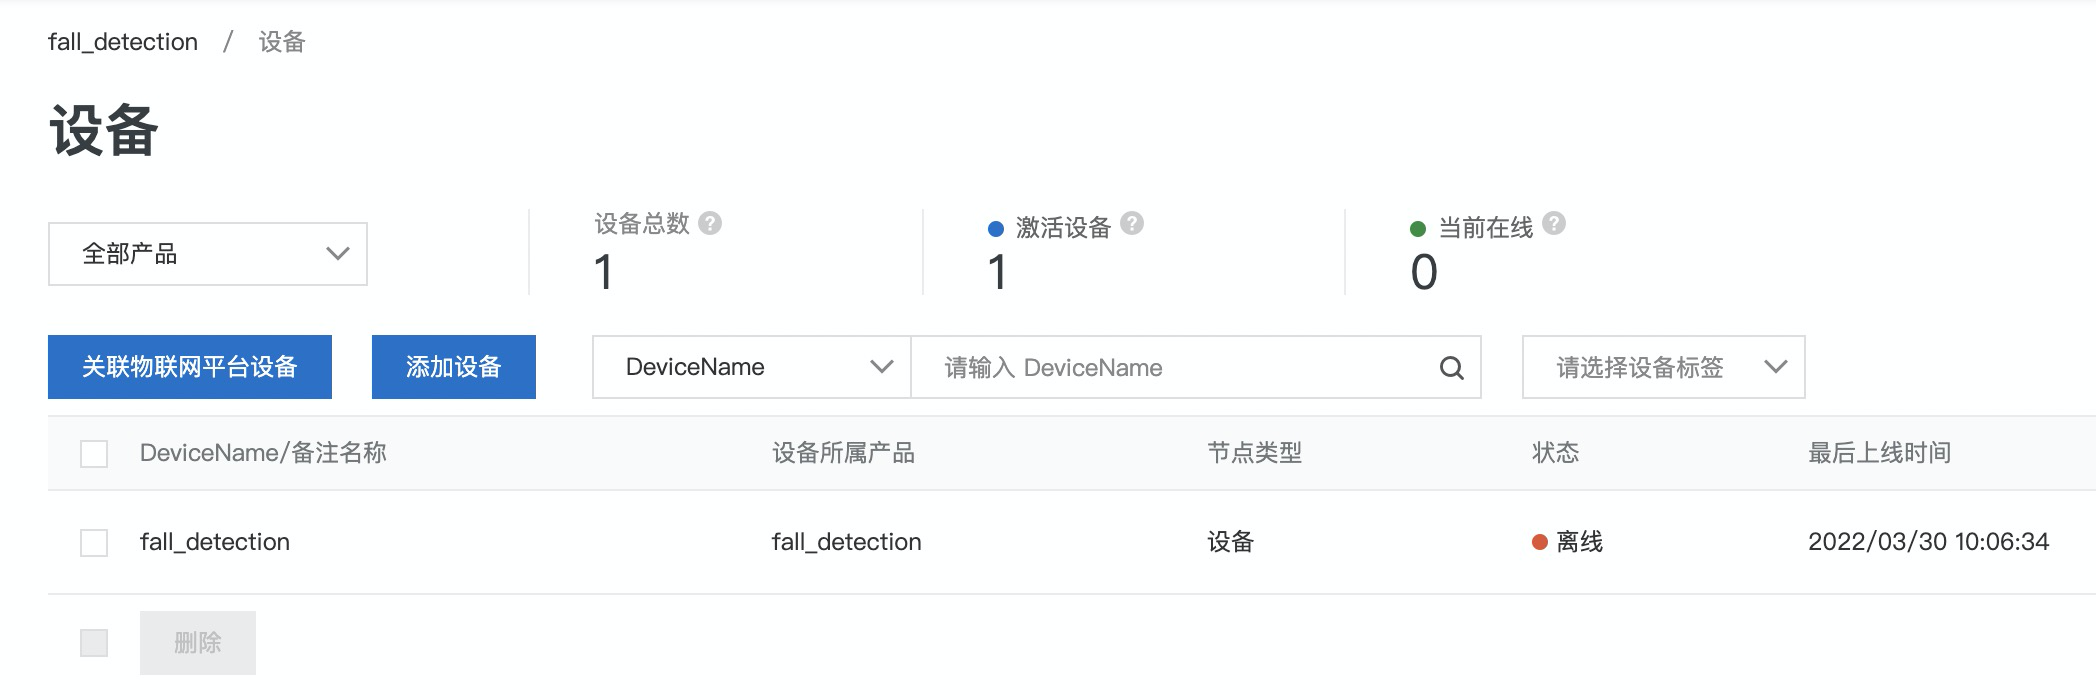 fall_detection / 设备
设备
全部产品
设备总数 ?
1
激活设备 ?
1
当前在线 ?
0
关联物联网平台设备 添加设备 DeviceName 请输入 DeviceName 请选择设备标签
DeviceName/备注名称 设备所属产品 节点类型 状态 最后上线时间
fall_detection fall_detection 设备 离线 2022/03/30 10:06:34
删除